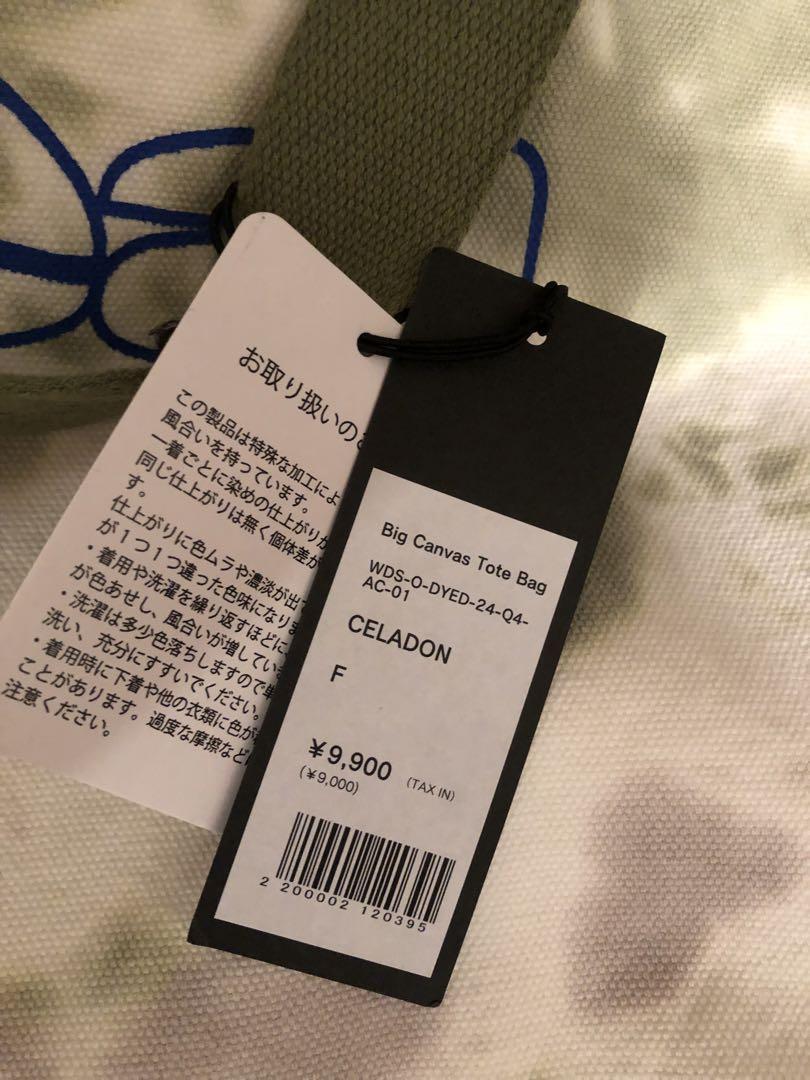 お取り扱いのお
この製品は特殊な加工によ
風合いを持っています。
一着ごとに染めの仕上がりが
同じ仕上がりは無く個体差が
す。
仕上がりに色ムラや濃淡が出
が1つ1つ違った色味になりま
・着用や洗濯を繰り返すほどに
が色あせし、風合いが増してい
・洗濯は多少色落ちしますので単
洗い、充分にすすいでください。
・着用時に下着や他の衣類に色が
ことがあります。過度な摩擦など
注意ください。
Big Canvas Tote Bag
WDS-O-DYED-24-Q4-
AC-01
CELADON
F
¥9,900 (TAX IN)
(¥9,000)
2 200002 120395